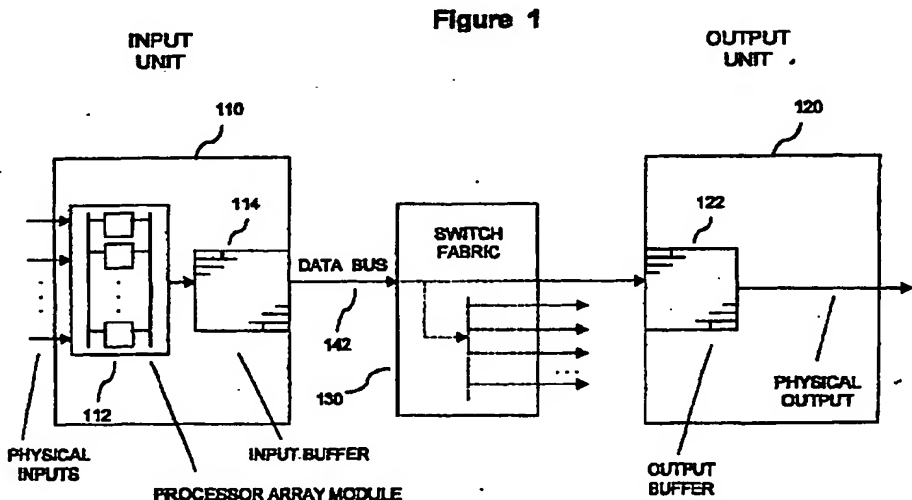 Figure 1
INPUT
UNIT
OUTPUT
UNIT
110
120
114
122
SWITCH
FABRIC
DATA BUS
142
130
112
PHYSICAL
OUTPUT
PHYSICAL
INPUTS
INPUT BUFFER
OUTPUT
BUFFER
PROCESSOR ARRAY MODULE